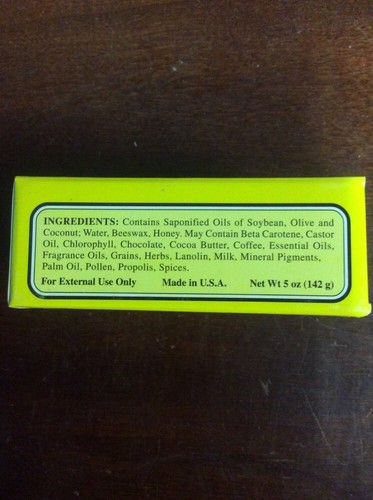 INGREDIENTS: Contains Saponified Oils of Soybean, Olive and
Coconut; Water, Beeswax, Honey. May Contain Beta Carotene, Castor
Oil, Chlorophyll, Chocolate, Cocoa Butter, Coffee, Essential Oils,
Fragrance Oils, Grains, Herbs, Lanolin, Milk, Mineral Pigments,
Palm Oil, Pollen, Propolis, Spices.
For External Use Only Made in U.S.A. Net Wt 5 oz (142 g)